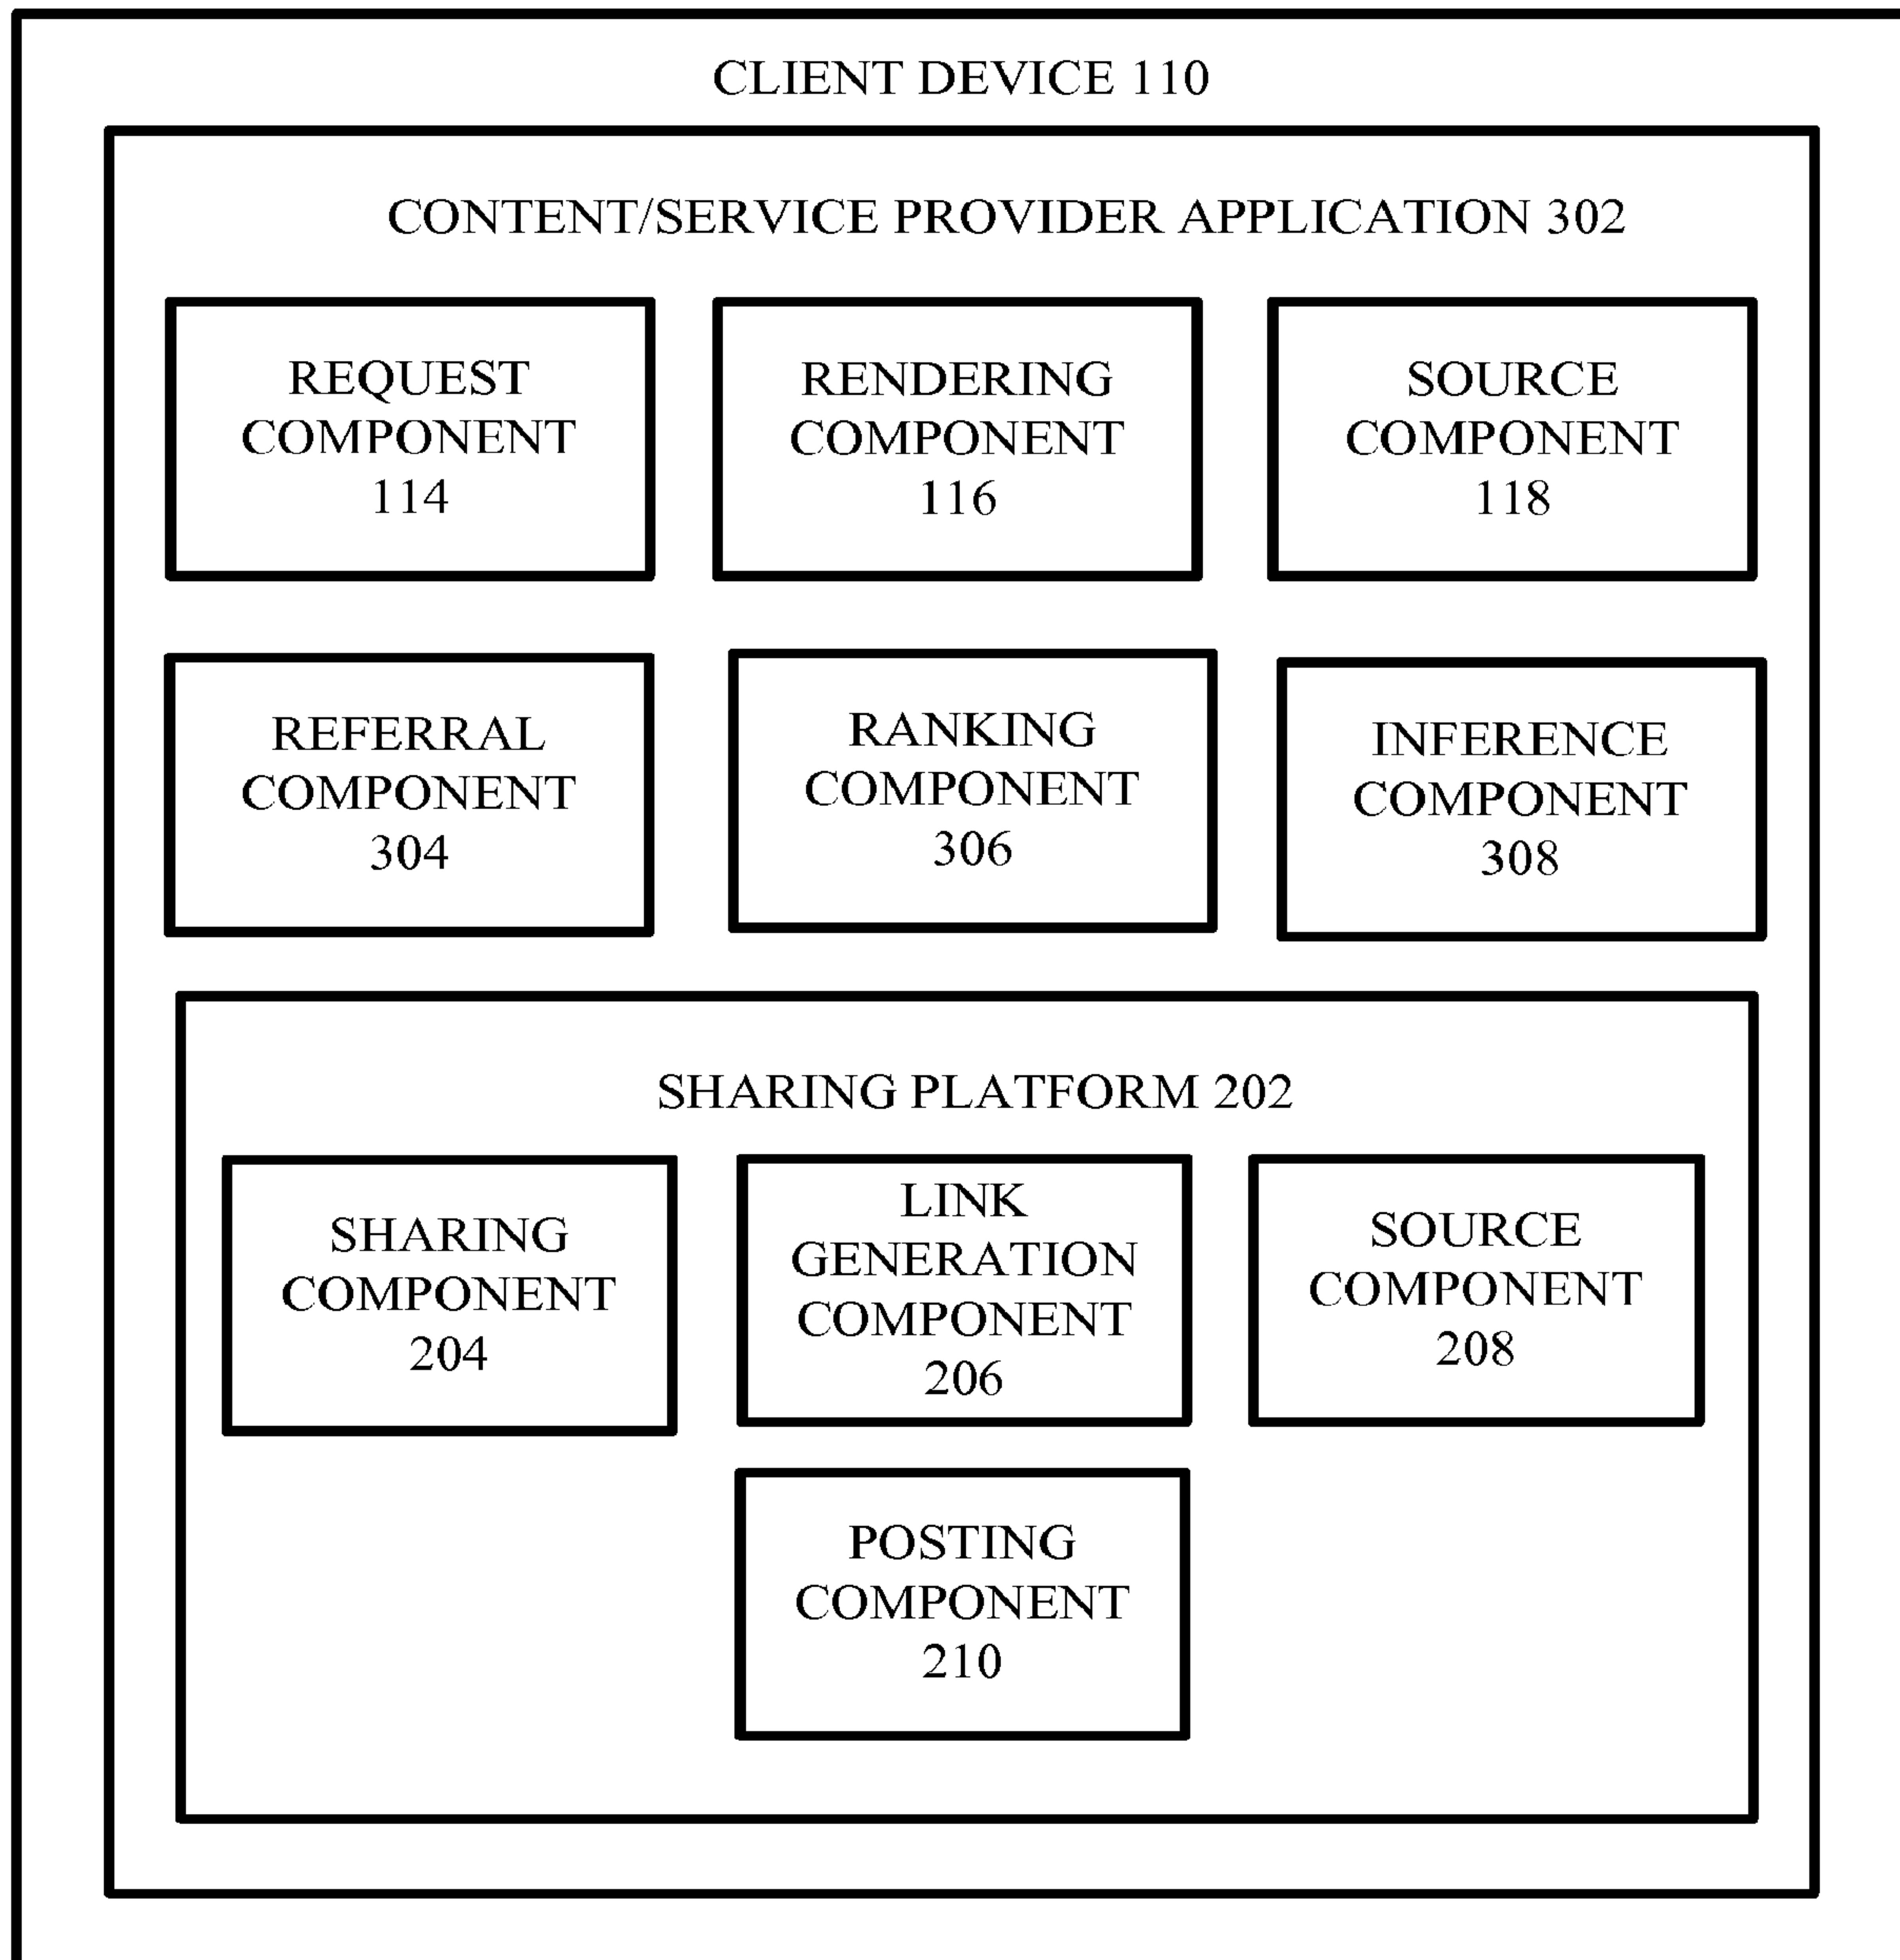 CLIENT DEVICE 110
CONTENT/SERVICE PROVIDER APPLICATION 302
REQUEST
COMPONENT
114
RENDERING
COMPONENT
116
SOURCE
COMPONENT
118
REFERRAL
COMPONENT
304
RANKING
COMPONENT
306
INFERENCE
COMPONENT
308
SHARING PLATFORM 202
SHARING
COMPONENT
204
LINK
GENERATION
COMPONENT
206
SOURCE
COMPONENT
208
POSTING
COMPONENT
210